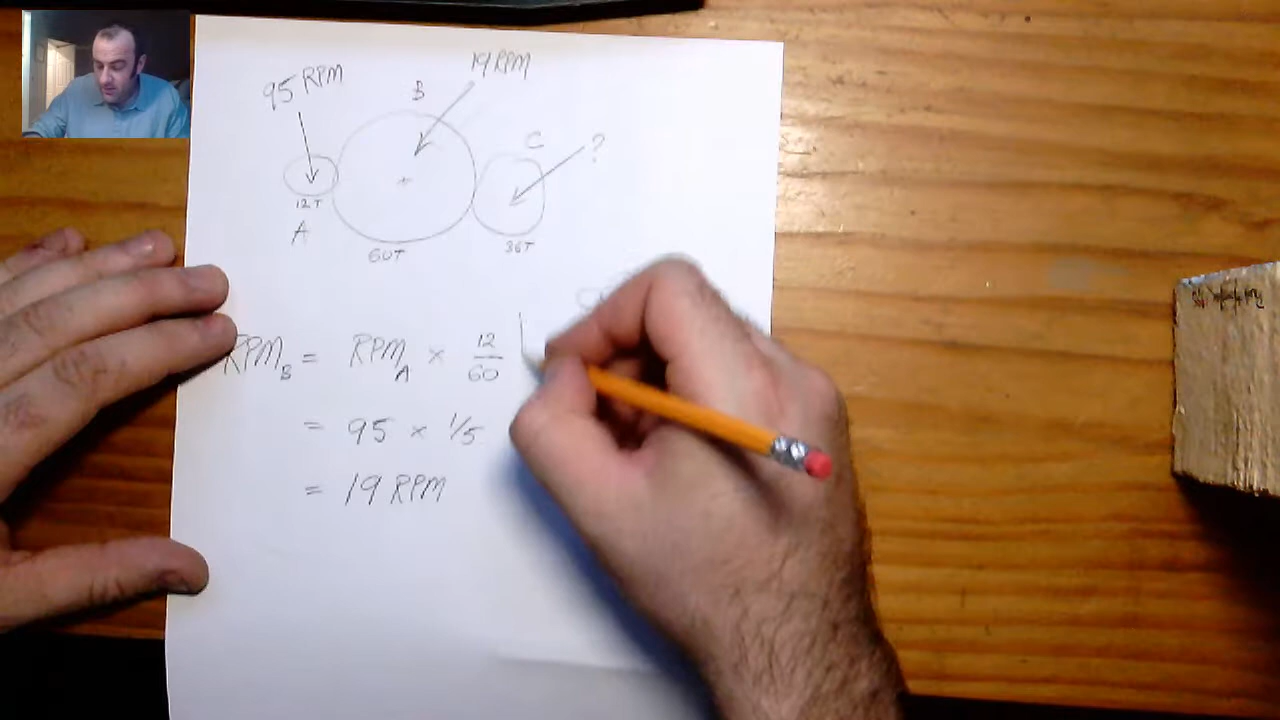 95 RPM
19 RPM
B
C
?
12T
A
60T
36T
RPM_B = RPM_A × 12/60
= 95 × 1/5
= 19 RPM